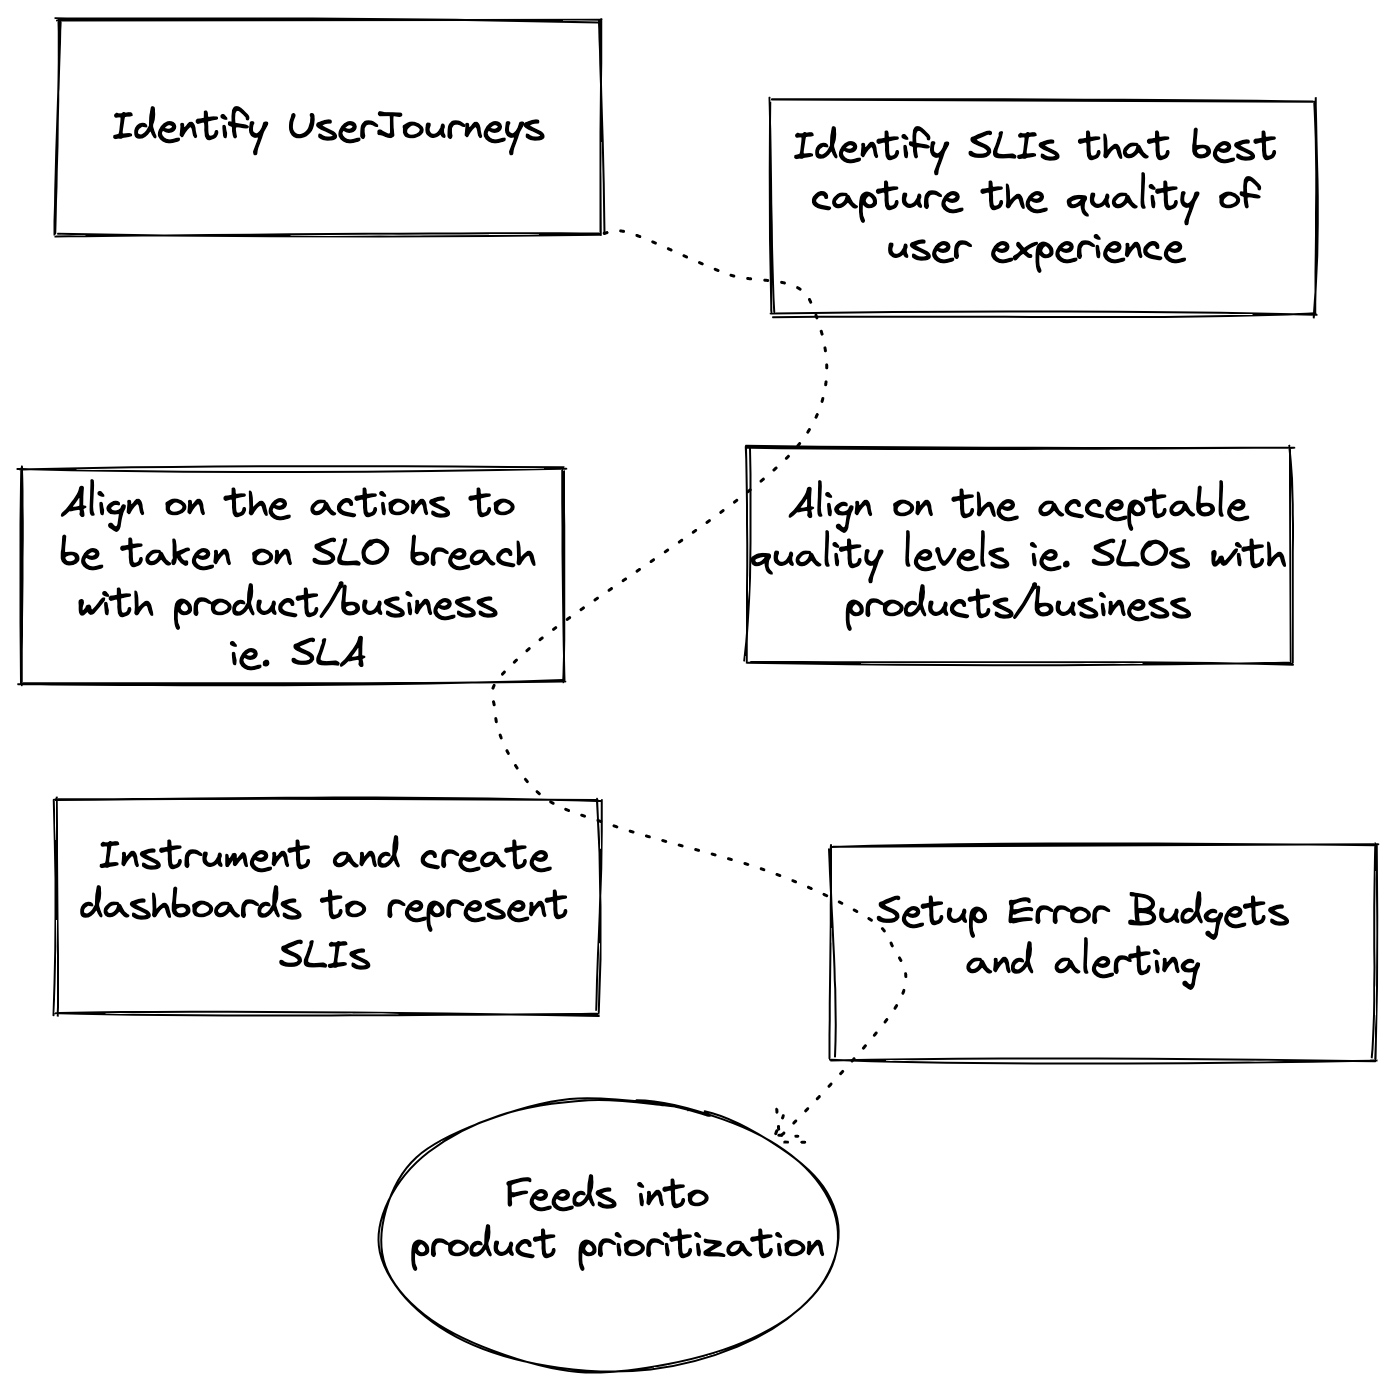 Identify UserJourneys
Identify SLIs that best
capture the quality of
user experience
Align on the acceptable
quality levels ie. SLOs with
products/business
Align on the actions to
be taken on SLO breach
with product/business
ie. SLA
Instrument and create
dashboards to represent
SLIs
Setup Error Budgets
and alerting
Feeds into
product prioritization